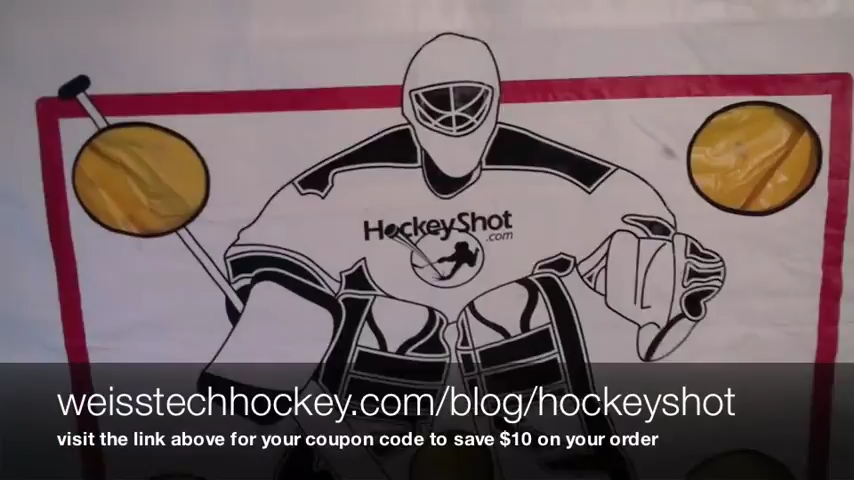 HockeyShot
.com
weisstechhockey.com/blog/hockeyshot
visit the link above for your coupon code to save $10 on your order